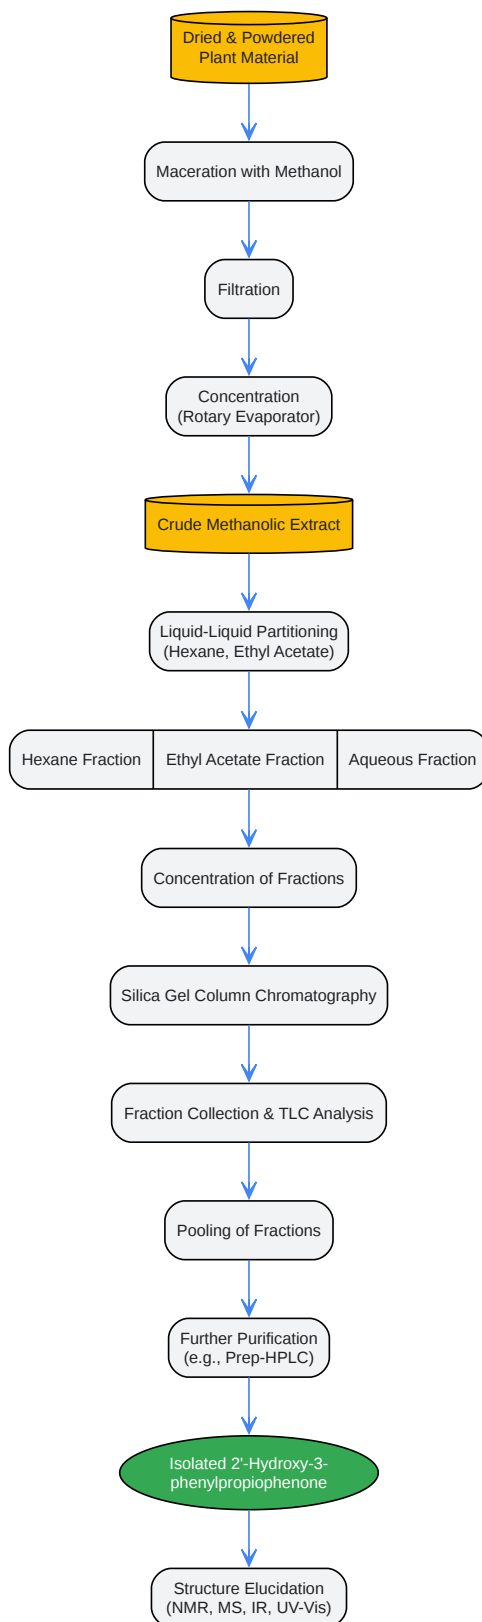 Dried & Powdered
Plant Material
Maceration with Methanol
Filtration
Concentration
(Rotary Evaporator)
Crude Methanolic Extract
Liquid-Liquid Partitioning
(Hexane, Ethyl Acetate)
Hexane Fraction
Ethyl Acetate Fraction
Aqueous Fraction
Concentration of Fractions
Silica Gel Column Chromatography
Fraction Collection & TLC Analysis
Pooling of Fractions
Further Purification
(e.g., Prep-HPLC)
Isolated 2'-Hydroxy-3-
phenylpropiophenone
Structure Elucidation
(NMR, MS, IR, UV-Vis)